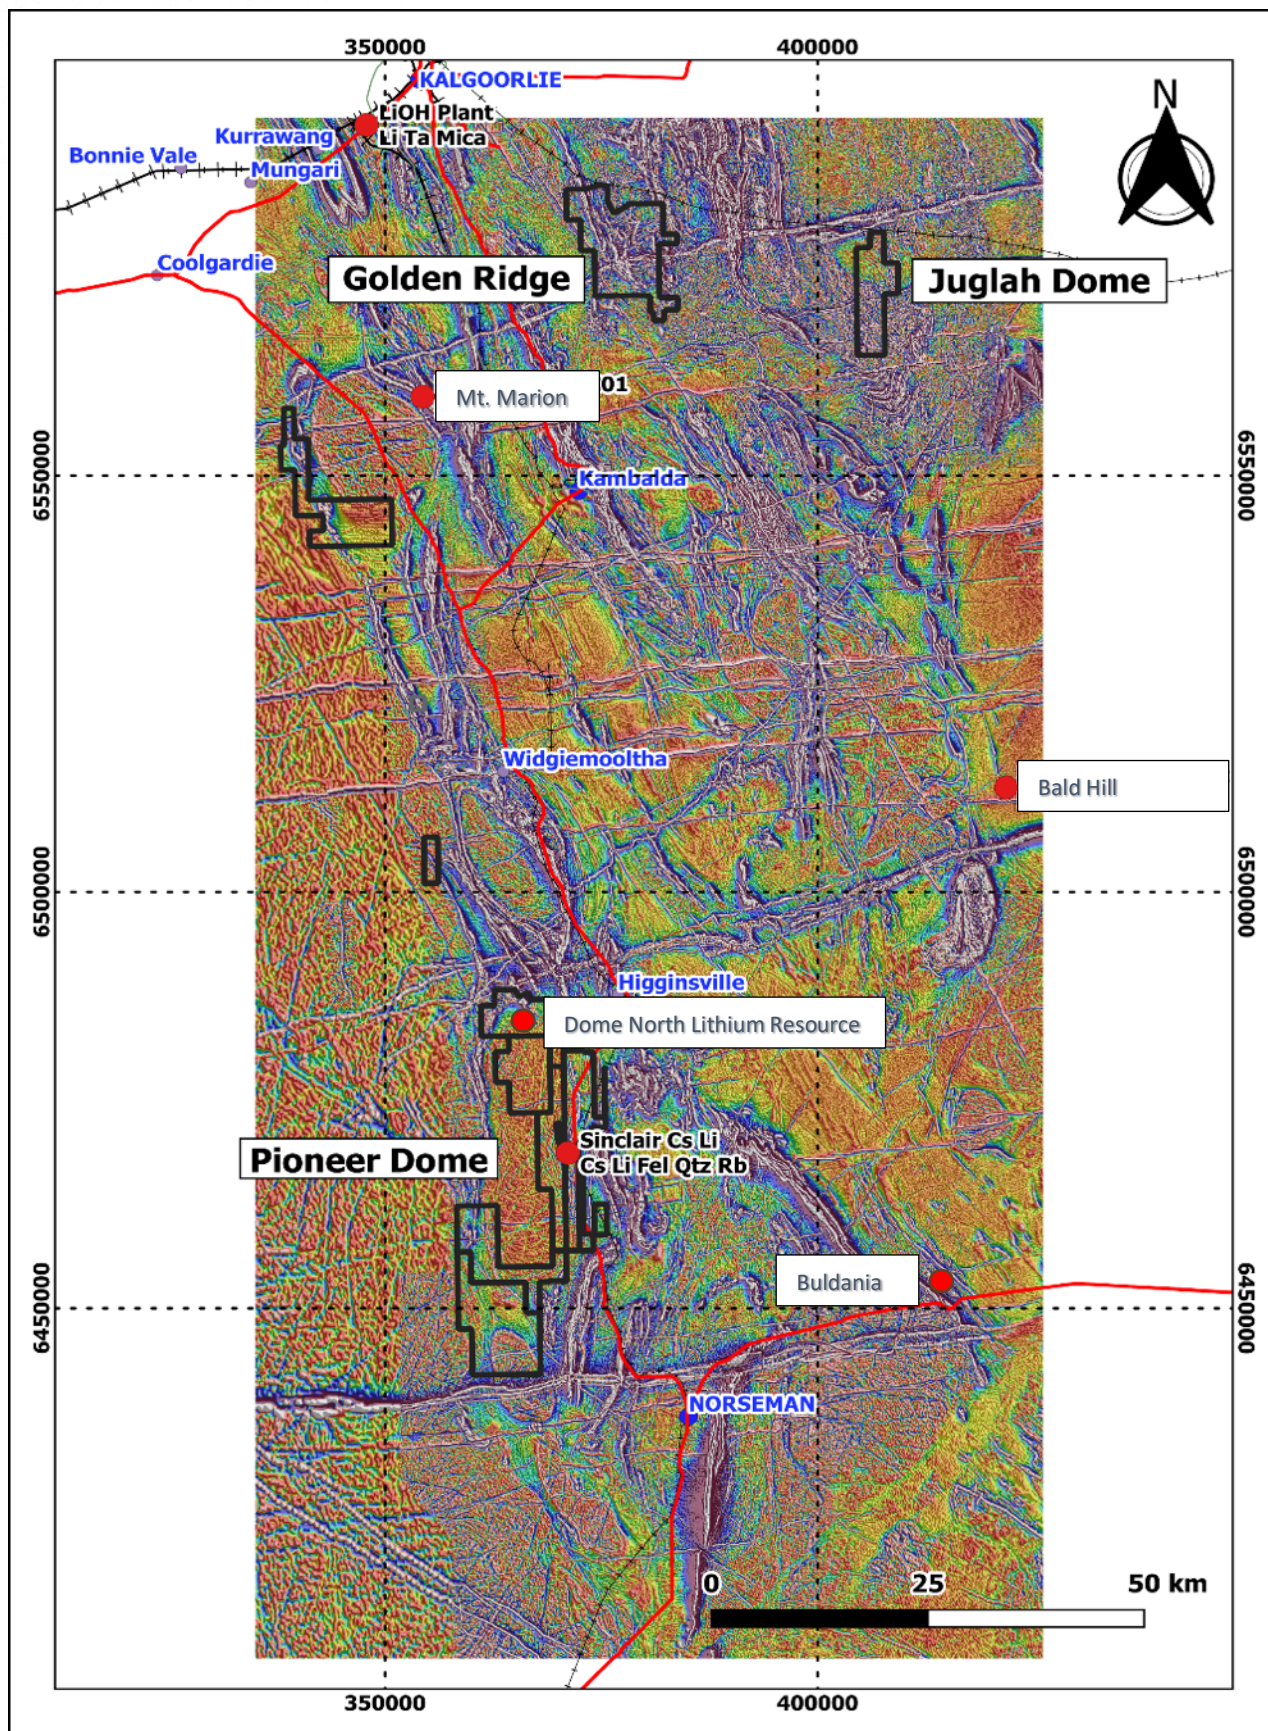 350000
400000
N
KALGOORLIE
LiOH Plant
Li Ta Mica
Kurrawang
Bonnie Vale
Mungari
Coolgardie
Golden Ridge
Juglah Dome
Mt. Marion
01
6550000
6550000
Kambalda
Widgiemooltha
Bald Hill
6500000
6500000
Higginsville
Dome North Lithium Resource
Pioneer Dome
Sinclair Cs Li
Cs Li Fel Qtz Rb
Buldania
6450000
6450000
NORSEMAN
0 25 50 km
350000
400000